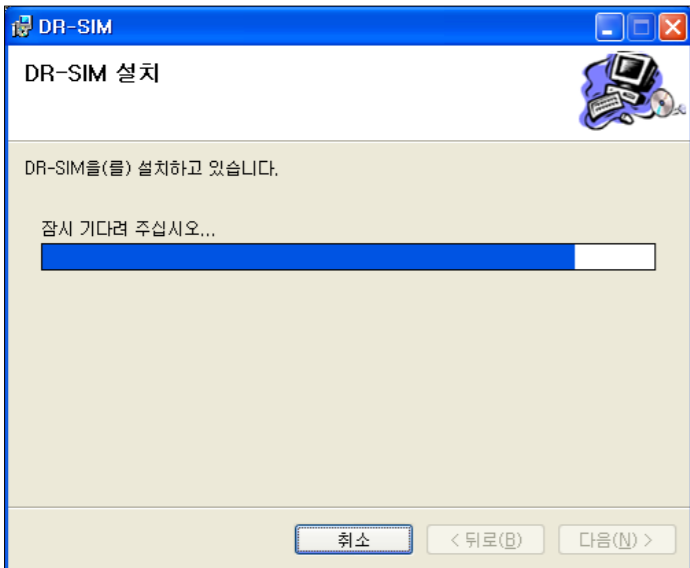 DR-SIM
DR-SIM 설치
DR-SIM을(를) 설치하고 있습니다.
잠시 기다려 주십시오...
취소
< 뒤로(B)
다음(N) >